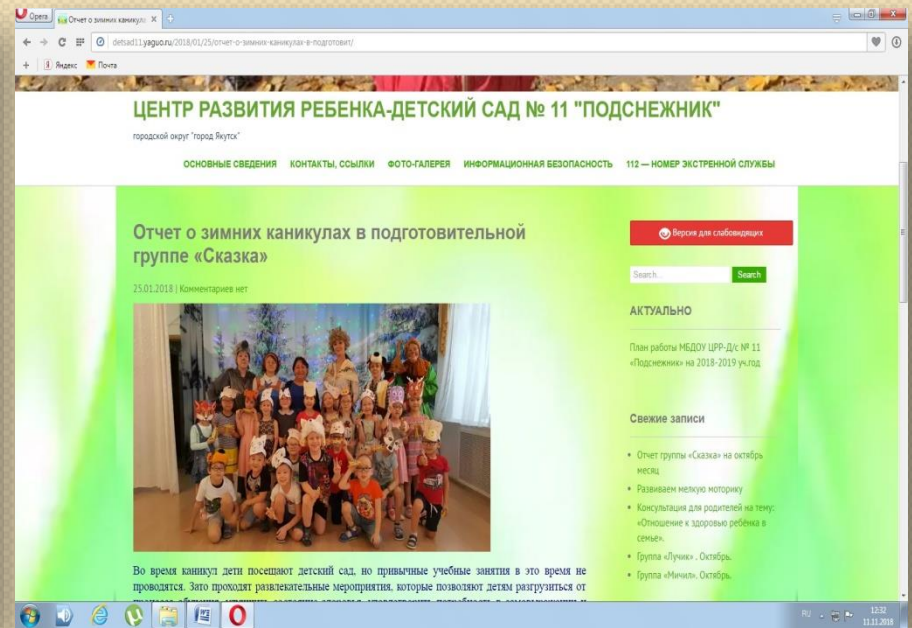 Opera
Отчет о зимних каникула
detsad11.yaguo.ru/2018/01/25/отчет-о-зимних-каникулах-в-подготовит/
Яндекс Почта
ЦЕНТР РАЗВИТИЯ РЕБЕНКА-ДЕТСКИЙ САД № 11 "ПОДСНЕЖНИК"
городской округ "город Якутск"
ОСНОВНЫЕ СВЕДЕНИЯ КОНТАКТЫ, ССЫЛКИ ФОТО-ГАЛЕРЕЯ ИНФОРМАЦИОННАЯ БЕЗОПАСНОСТЬ 112 — НОМЕР ЭКСТРЕННОЙ СЛУЖБЫ
Отчет о зимних каникулах в подготовительной
группе «Сказка»
25.01.2018 | Комментариев нет
Во время каникул дети посещают детский сад, но привычные учебные занятия в это время не
проводятся. Зато проходят развлекательные мероприятия, которые позволяют детям разгрузиться от
Версия для слабовидящих
Search... Search
АКТУАЛЬНО
План работы МБДОУ ЦРР-Д/с № 11
«Подснежник» на 2018-2019 уч.год
Свежие записи
Отчет группы «Сказка» на октябрь
месяц
Развиваем мелкую моторику
Консультация для родителей на тему:
«Отношение к здоровью ребёнка в
семье».
Группа «Лучик» . Октябрь.
Группа «Мичил». Октябрь.
RU
12:32
11.11.2018